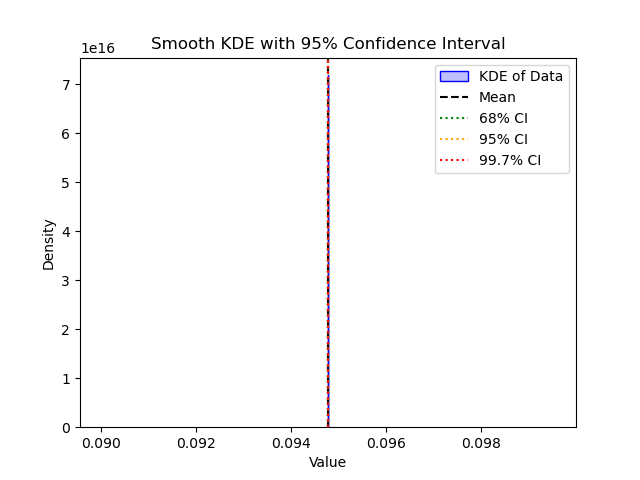 Smooth KDE with 95% Confidence Interval
1e16
KDE of Data
Mean
68% CI
95% CI
99.7% CI
7
6
5
4
3
2
1
0
Density
0.090 0.092 0.094 0.096 0.098
Value